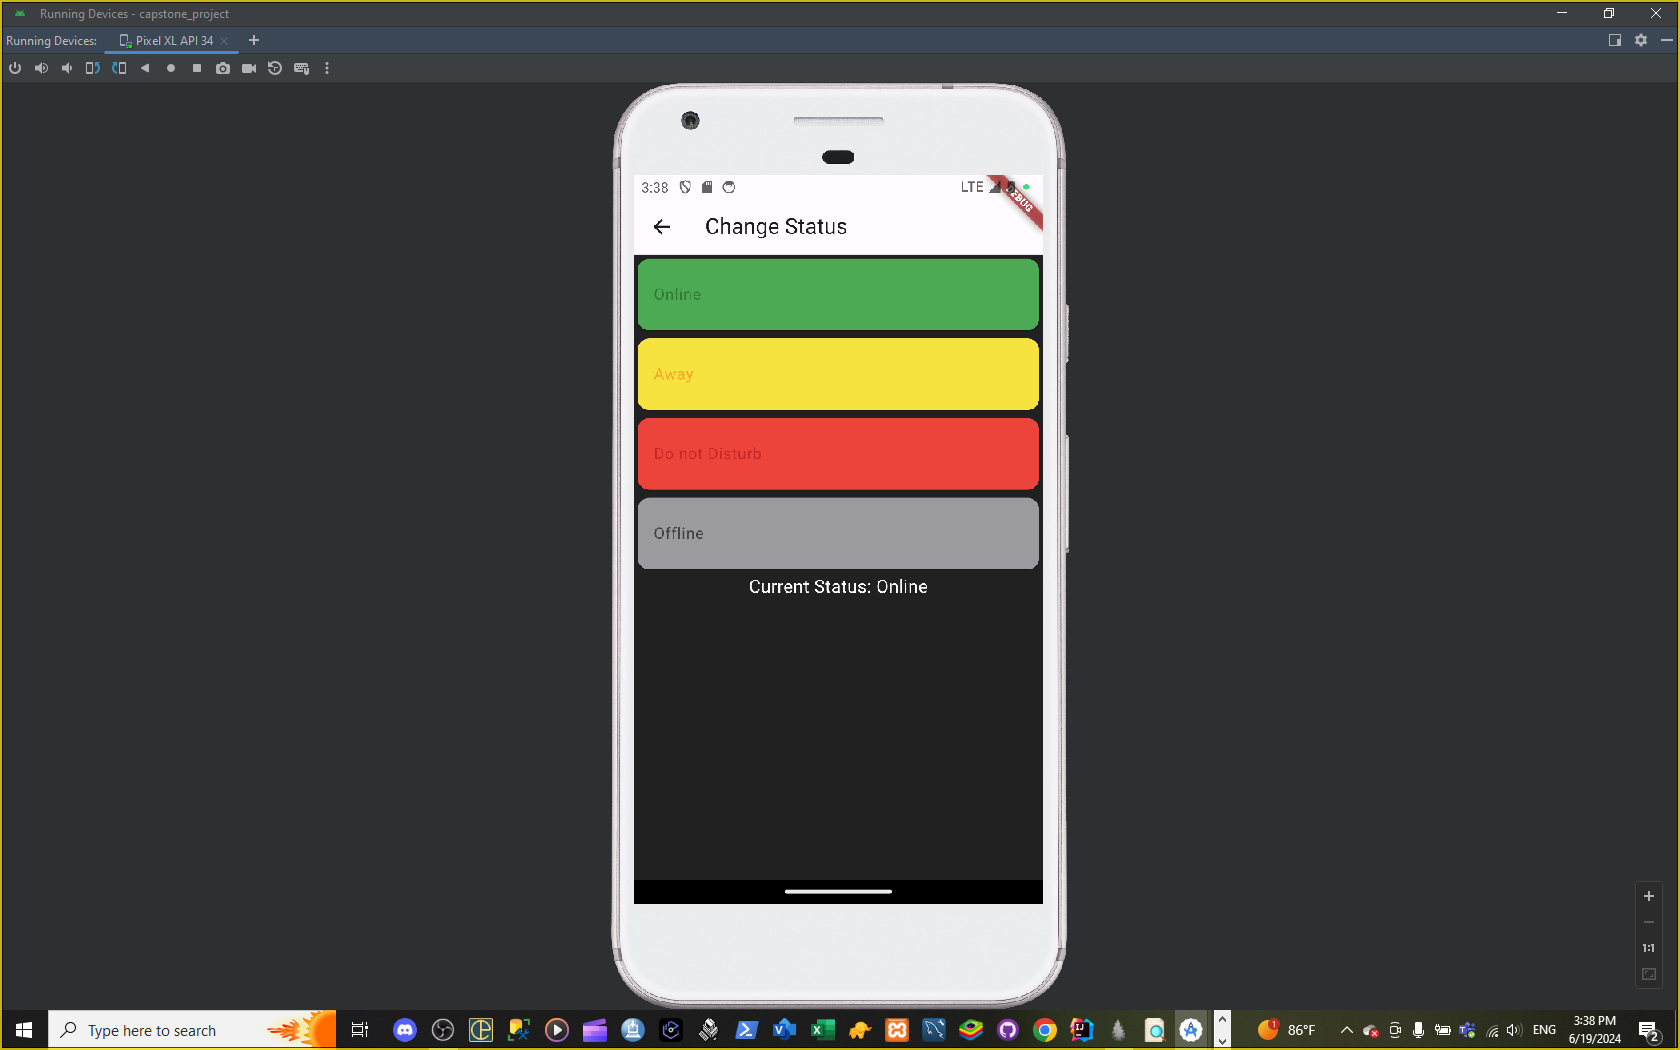 Running Devices - capstone_project
Running Devices: Pixel XL API 34
3:38 LTE
DEBUG
Change Status
Online
Away
Do not Disturb
Offline
Current Status: Online
1:1
Type here to search
1 86°F ENG 3:38 PM 2
6/19/2024